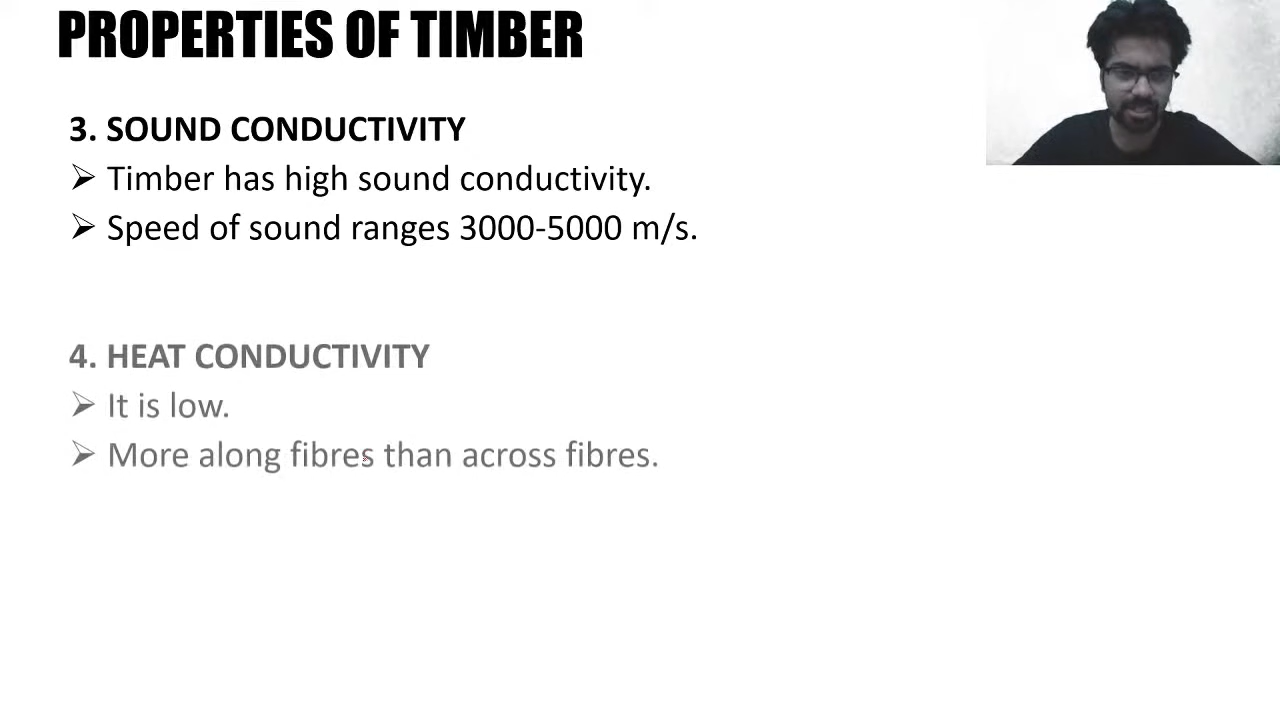 PROPERTIES OF TIMBER
3. SOUND CONDUCTIVITY
➢ Timber has high sound conductivity.
➢ Speed of sound ranges 3000-5000 m/s.
4. HEAT CONDUCTIVITY
➢ It is low.
➢ More along fibres than across fibres.